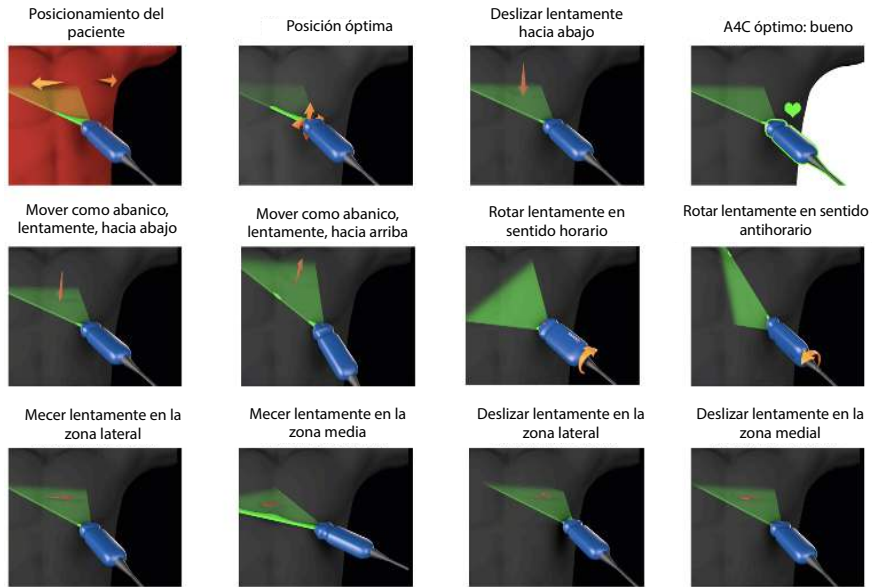 Posicionamiento del
paciente
Posición óptima
Deslizar lentamente
hacia abajo
A4C óptimo: bueno
Mover como abanico,
lentamente, hacia abajo
Mover como abanico,
lentamente, hacia arriba
Rotar lentamente en
sentido horario
Rotar lentamente en sentido
antihorario
Mecer lentamente en la
zona lateral
Mecer lentamente en la
zona media
Deslizar lentamente en la
zona lateral
Deslizar lentamente en la
zona medial